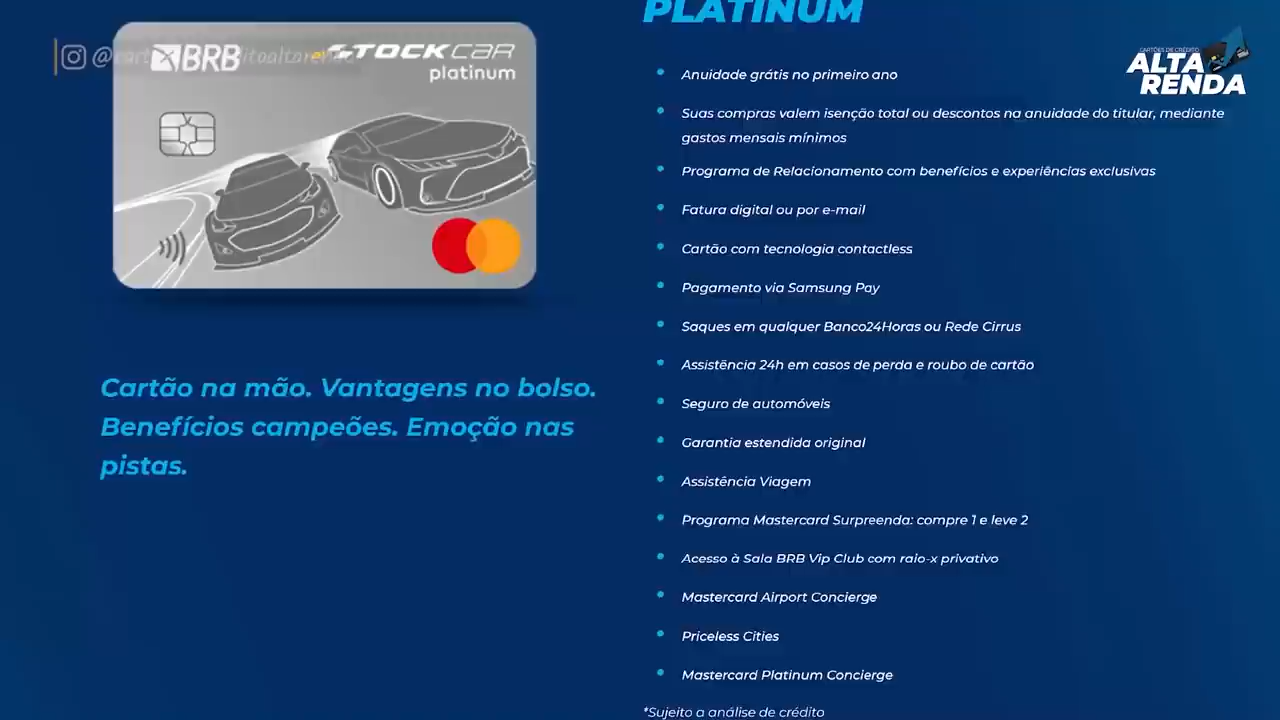 PLATINUM
BRB
STOCK CAR
platinum
Cartão na mão. Vantagens no bolso.
Benefícios campeões. Emoção nas
pistas.
CARTÕES DE CRÉDITO
ALTA
RENDA
Anuidade grátis no primeiro ano
Suas compras valem isenção total ou descontos na anuidade do titular, mediante
gastos mensais mínimos
Programa de Relacionamento com benefícios e experiências exclusivas
Fatura digital ou por e-mail
Cartão com tecnologia contactless
Pagamento via Samsung Pay
Saques em qualquer Banco24Horas ou Rede Cirrus
Assistência 24h em casos de perda e roubo de cartão
Seguro de automóveis
Garantia estendida original
Assistência Viagem
Programa Mastercard Surpreenda: compre 1 e leve 2
Acesso à Sala BRB Vip Club com raio-x privativo
Mastercard Airport Concierge
Priceless Cities
Mastercard Platinum Concierge
*Sujeito a análise de crédito